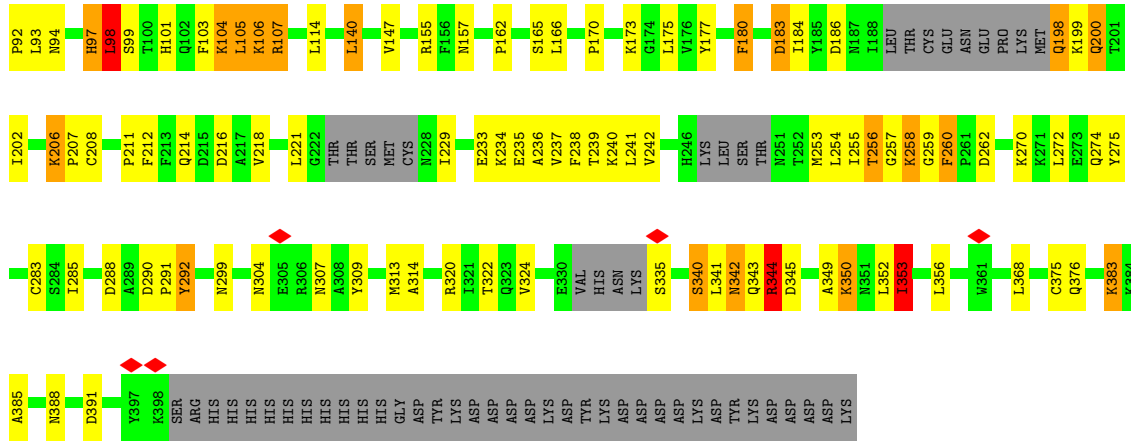 P92 L93 N94 H97 L98 S99 T100 H101 Q102 F103 K104 L105 K106 R107 L114 L140 V147 R155 F156 N157 P162 S165 L166 P170 K173 G174 L175 V176 Y177 F180 D183 I184 Y185 D186 N187 I188 LEU THR CYS GLU ASN GLU PRO LYS MET Q198 K199 Q200 T201
I202 K206 P207 C208 P211 F212 F213 Q214 D215 D216 A217 V218 L221 G222 THR THR SER MET CYS N228 I229 E233 K234 E235 A236 V237 F238 T239 K240 L241 V242 H246 LYS LEU SER THR N251 T252 M253 L254 I255 T256 G257 K258 G259 F260 P261 D262 K270 K271 L272 E273 Q274 Y275
C283 S284 I285 D288 A289 D290 P291 Y292 N299 N304 E305 R306 N307 A308 Y309 M313 A314 R320 I321 T322 Q323 V324 E330 VAL HIS ASN LYS S335 S340 L341 N342 Q343 R344 D345 A349 K350 N351 L352 I353 L356 W361 L368 C375 Q376 K383 K384
A385 N388 D391 Y397 K398 SER ARG HIS HIS HIS HIS HIS HIS HIS HIS HIS HIS GLY ASP TYR LYS ASP ASP ASP ASP LYS ASP TYR LYS ASP ASP ASP ASP LYS ASP TYR LYS ASP ASP ASP ASP LYS